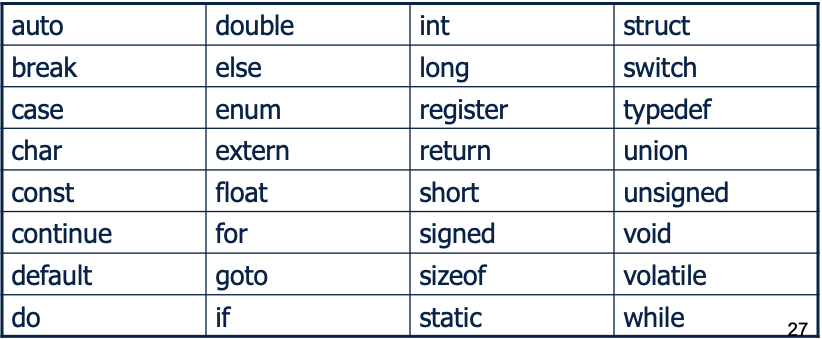 auto double int struct
break else long switch
case enum register typedef
char extern return union
const float short unsigned
continue for signed void
default goto sizeof volatile
do if static while
27